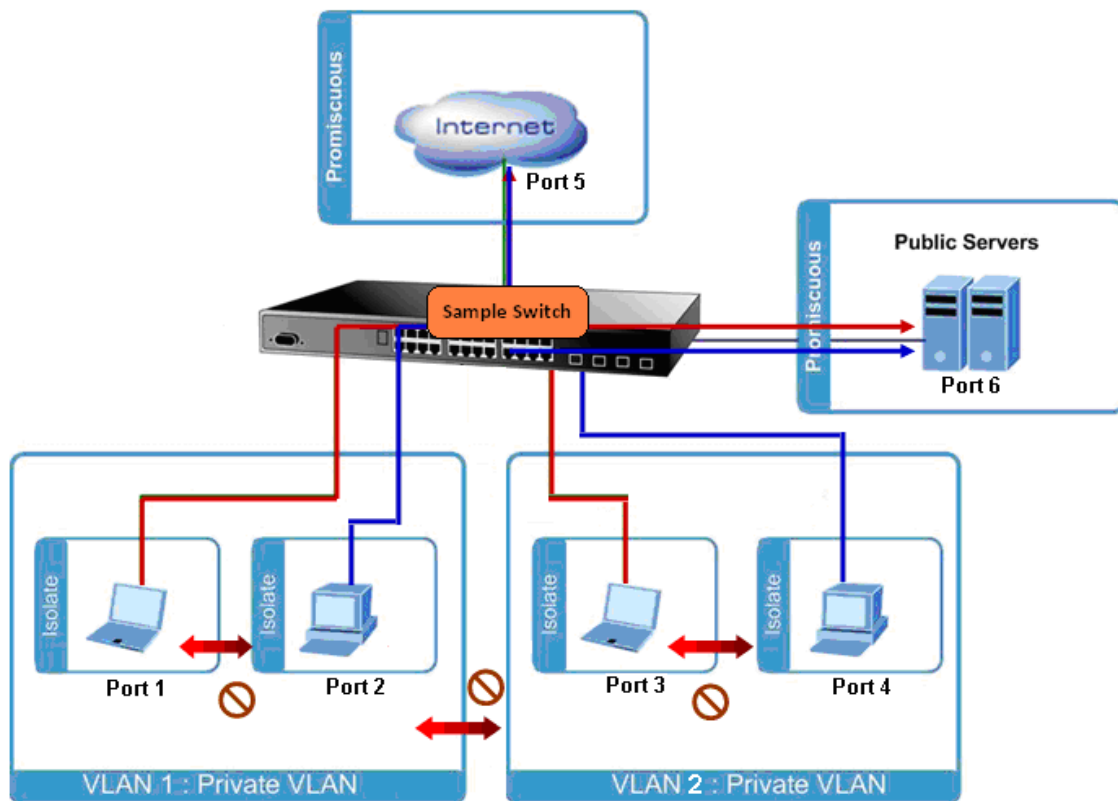 Promiscuous
Internet
Port 5
Promiscuous
Public Servers
Port 6
Sample Switch
Isolate
Port 1
Isolate
Port 2
Isolate
Port 3
Isolate
Port 4
VLAN 1 : Private VLAN
VLAN 2 : Private VLAN